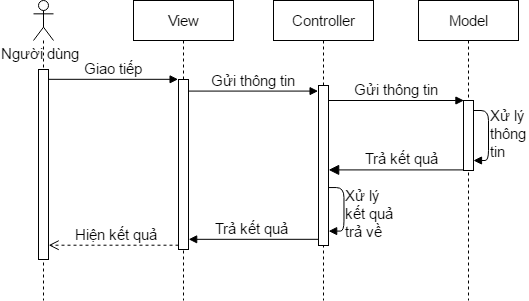 View
Controller
Model
Người dùng
Giao tiếp
Gửi thông tin
Gửi thông tin
Xử lý
thông
tin
Trả kết quả
Xử lý
kết quả
trả về
Trả kết quả
Hiện kết quả